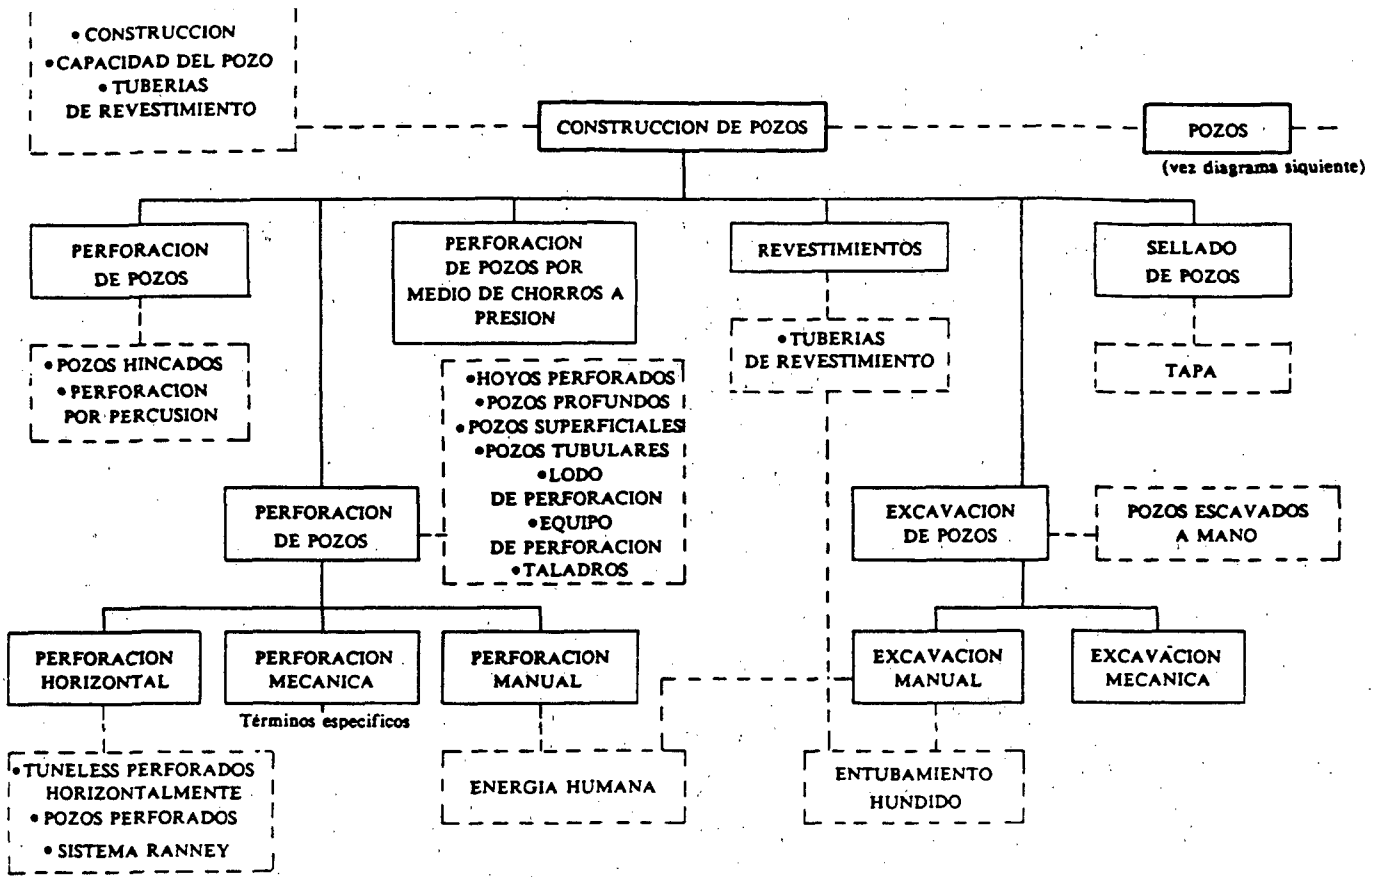 • CONSTRUCCION
• CAPACIDAD DEL POZO
• TUBERIAS
DE REVESTIMIENTO
CONSTRUCCION DE POZOS
POZOS
(vez diagrama siquiente)
PERFORACION
DE POZOS
PERFORACION
DE POZOS POR
MEDIO DE CHORROS A
PRESION
REVESTIMIENTOS
SELLADO
DE POZOS
• POZOS HINCADOS
• PERFORACION
POR PERCUSION
• HOYOS PERFORADOS
• POZOS PROFUNDOS
• POZOS SUPERFICIALES
• POZOS TUBULARES
• LODO
DE PERFORACION
• EQUIPO
DE PERFORACION
• TALADROS
• TUBERIAS
DE REVESTIMIENTO
TAPA
PERFORACION
DE POZOS
EXCAVACION
DE POZOS
POZOS ESCAVADOS
A MANO
PERFORACION
HORIZONTAL
PERFORACION
MECANICA
Términos especificos
PERFORACION
MANUAL
EXCAVACION
MANUAL
EXCAVACION
MECANICA
• TUNELESS PERFORADOS
HORIZONTALMENTE
• POZOS PERFORADOS
• SISTEMA RANNEY
ENERGIA HUMANA
ENTUBAMIENTO
HUNDIDO